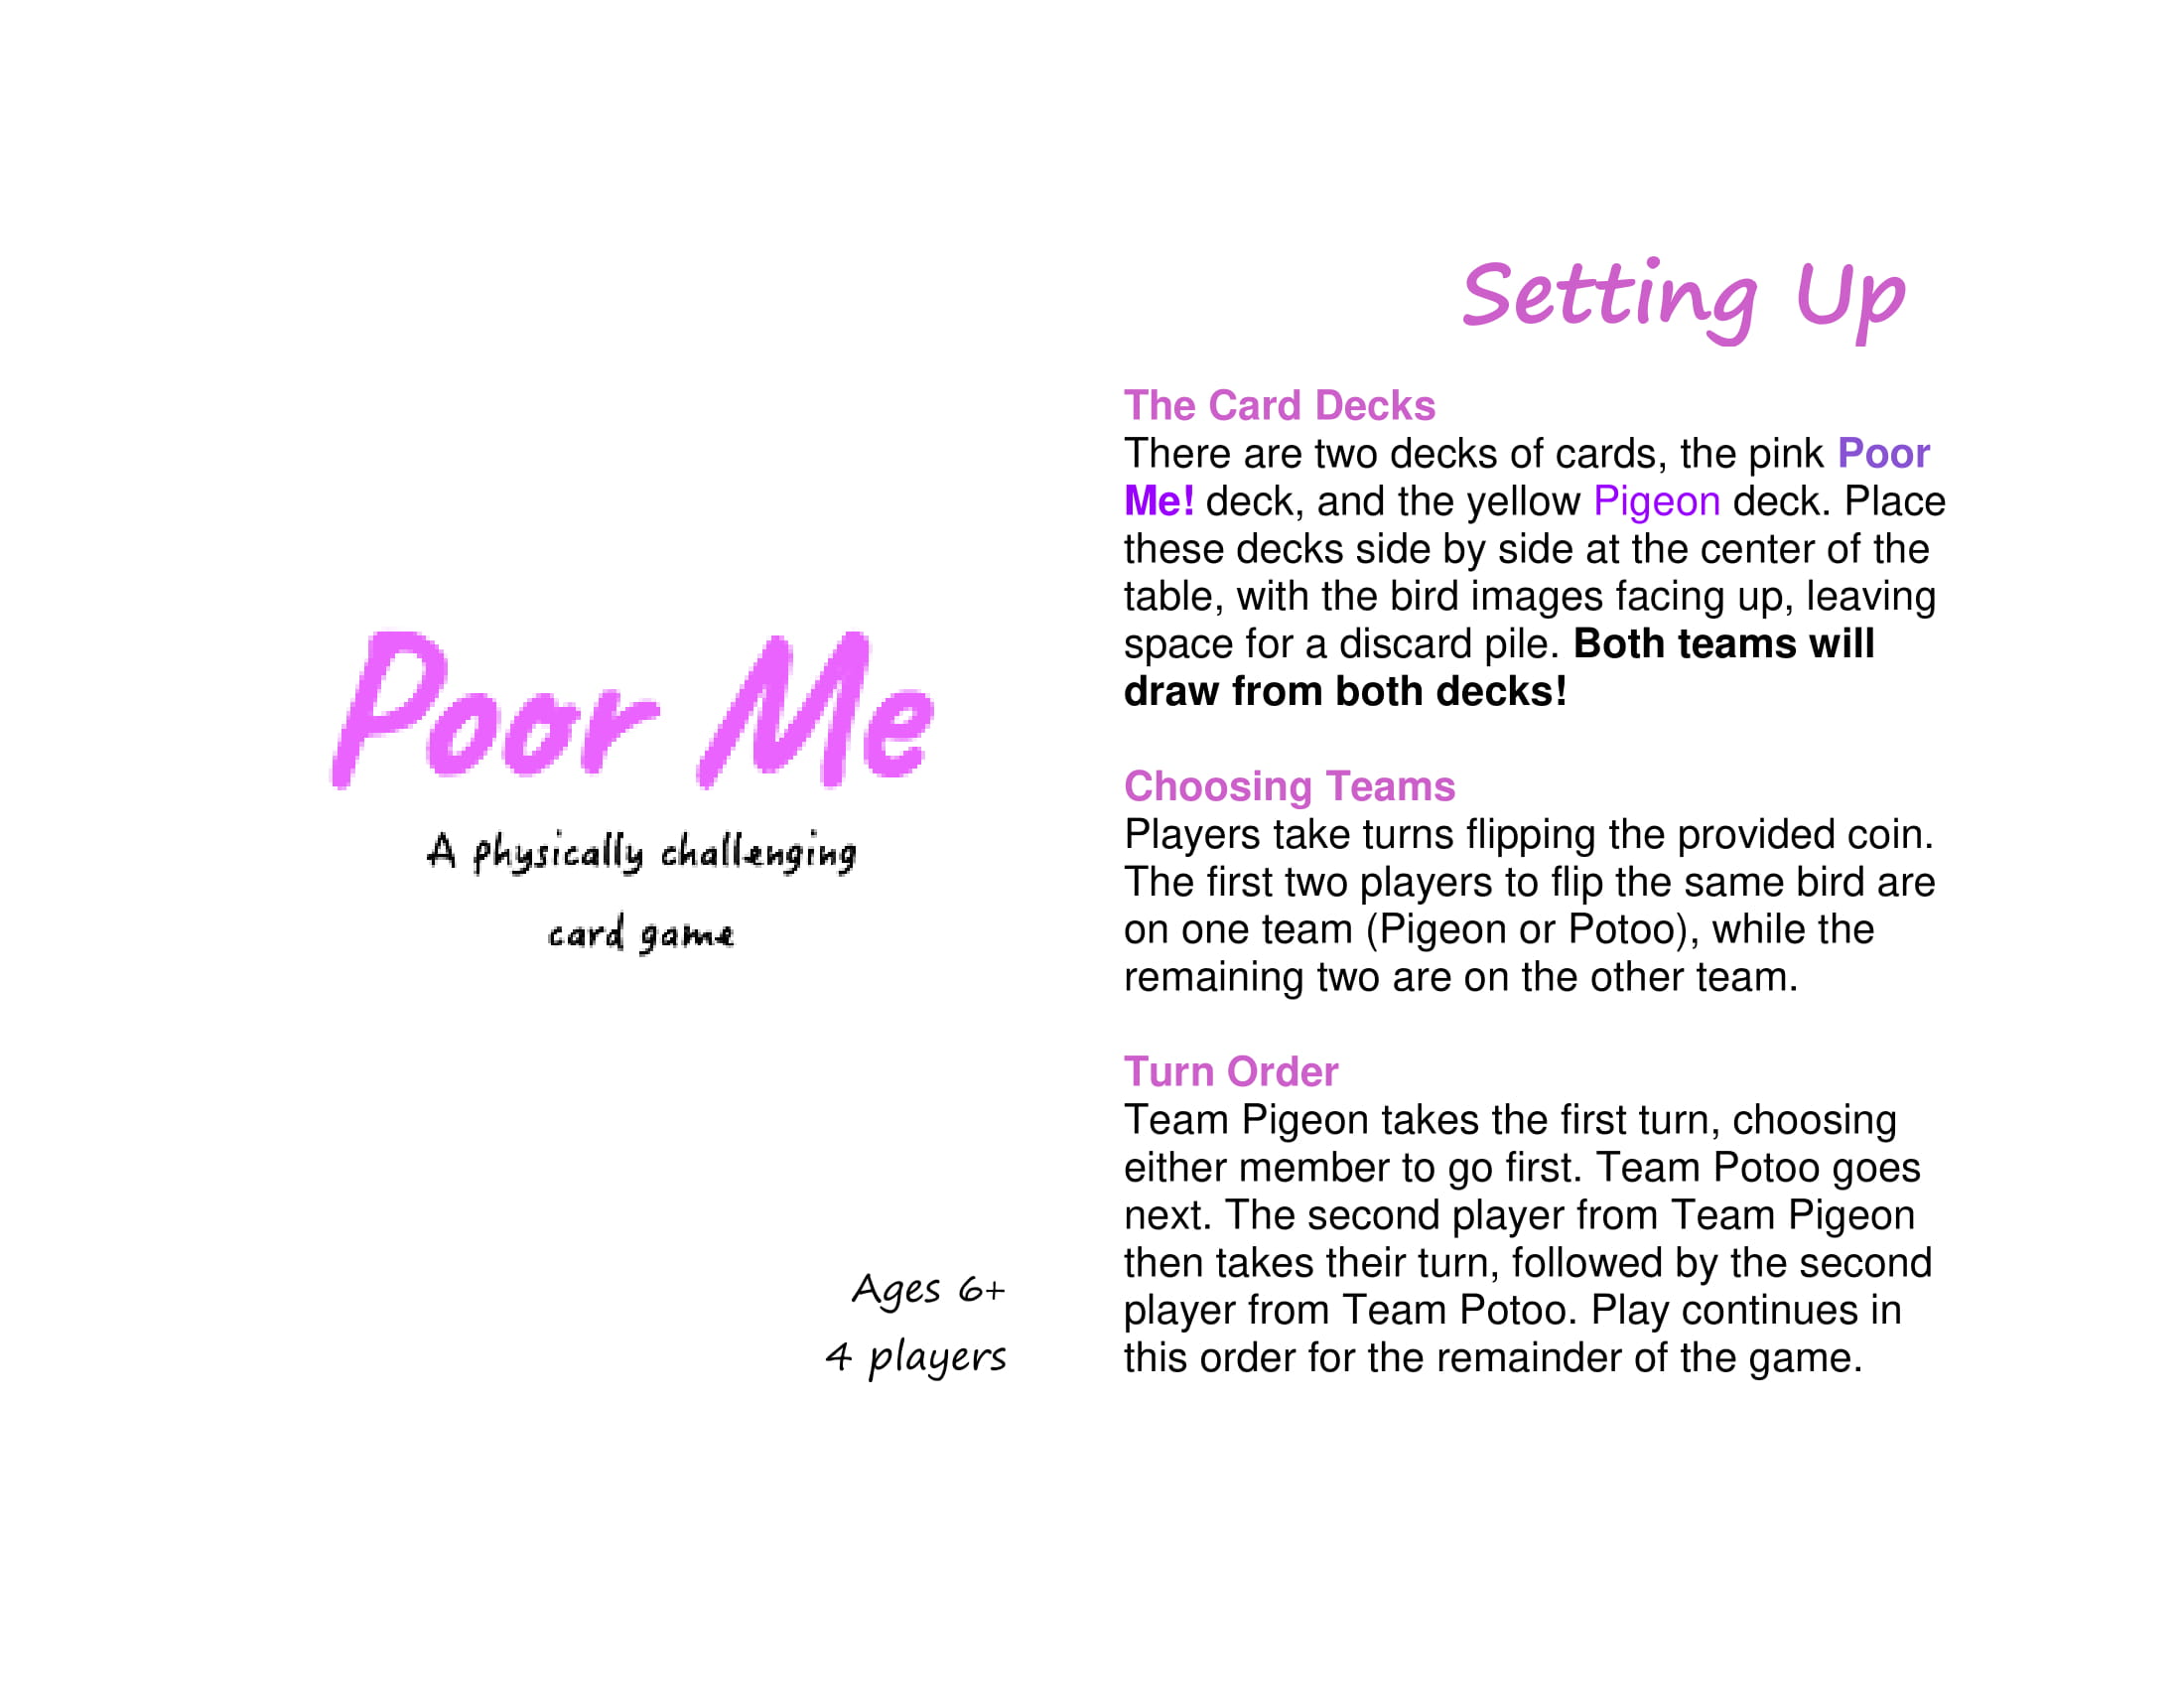 Poor Me
A physically challenging
card game
Ages 6+
4 players
Setting Up
The Card Decks
There are two decks of cards, the pink Poor
Me! deck, and the yellow Pigeon deck. Place
these decks side by side at the center of the
table, with the bird images facing up, leaving
space for a discard pile. Both teams will
draw from both decks!
Choosing Teams
Players take turns flipping the provided coin.
The first two players to flip the same bird are
on one team (Pigeon or Potoo), while the
remaining two are on the other team.
Turn Order
Team Pigeon takes the first turn, choosing
either member to go first. Team Potoo goes
next. The second player from Team Pigeon
then takes their turn, followed by the second
player from Team Potoo. Play continues in
this order for the remainder of the game.